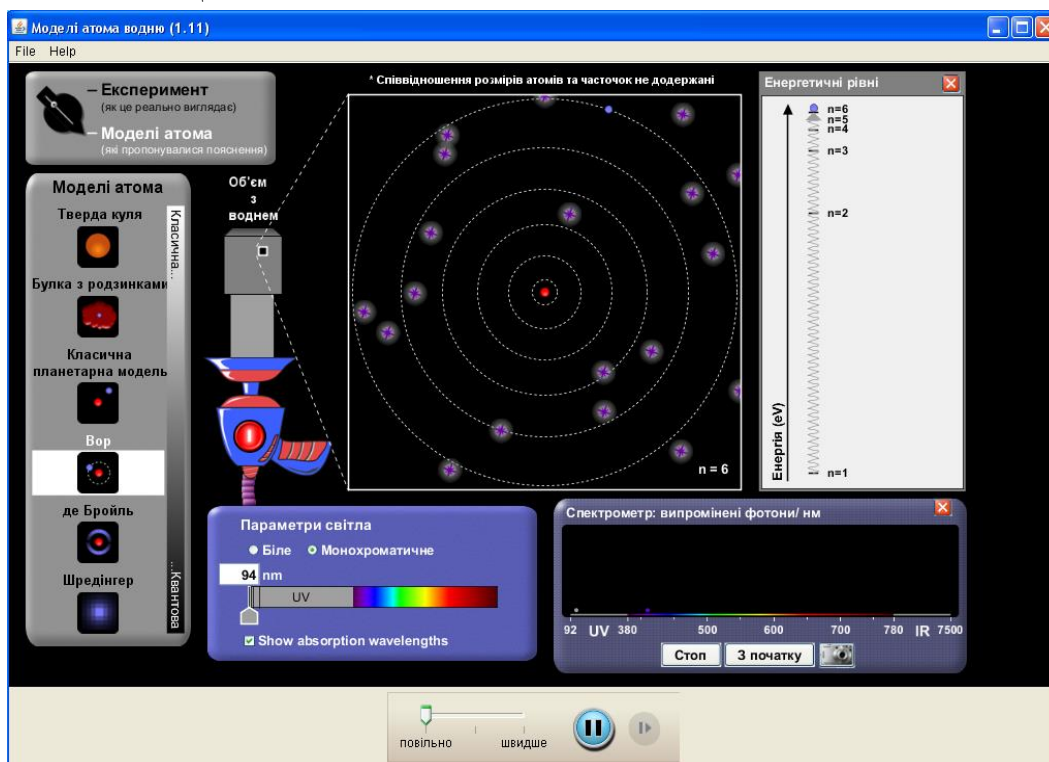 Моделі атома водню (1.11)
File Help
Експеримент
(як це реально виглядає)
Моделі атома
(які пропонувалися пояснення)
* Співвідношення розмірів атомів та часточок не додержані
Енергетичні рівні
n=6
n=5
n=4
n=3
n=2
n=1
Енергія (eV)
Моделі атома
Тверда куля
Булка з родзинками
Класична
планетарна модель
Бор
де Бройль
Шредінгер
Класична...
...Квантова
Об'єм
з
воднем
n = 6
Параметри світла
Біле Монохроматичне
94 nm
UV
Show absorption wavelengths
Спектрометр: випромінені фотони/ нм
92 UV 380 500 600 700 780 IR 7500
Стоп З початку
повільно швидше